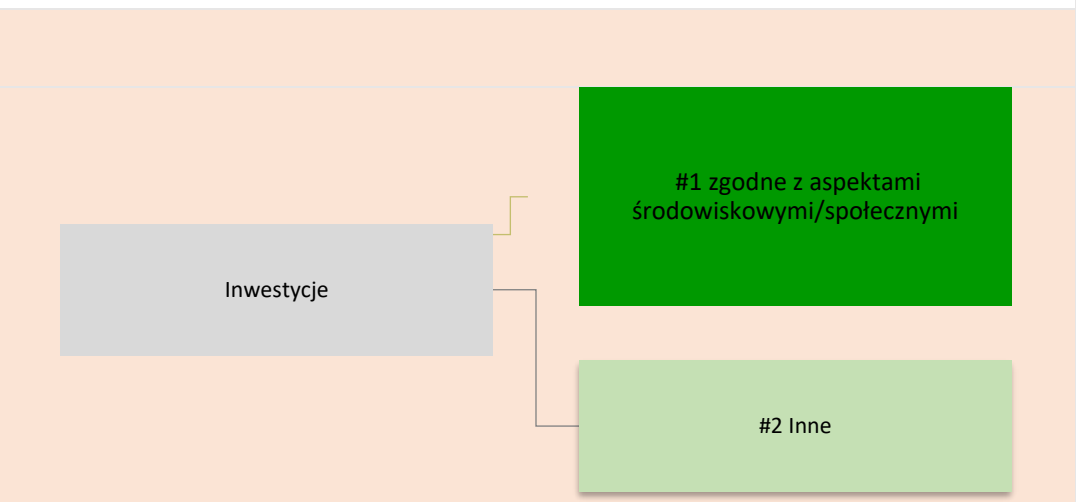 #1 zgodne z aspektami
środowiskowymi/społecznymi
Inwestycje
#2 Inne